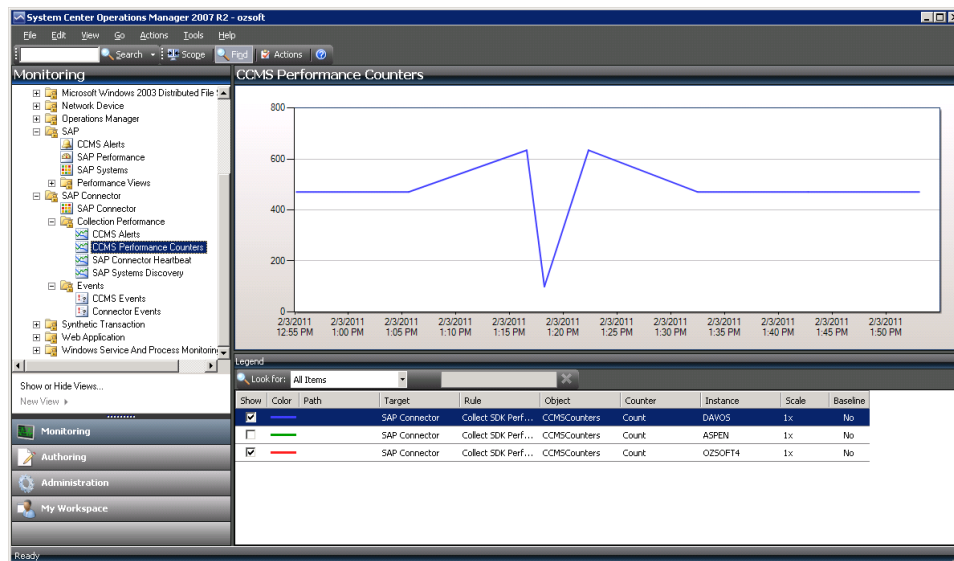 System Center Operations Manager 2007 R2 - ozsoft
File Edit View Go Actions Tools Help
Search Scope Find Actions
Monitoring
Microsoft Windows 2003 Distributed File
Network Device
Operations Manager
SAP
CCMS Alerts
SAP Performance
SAP Systems
Performance Views
SAP Connector
SAP Connector
Collection Performance
CCMS Alerts
CCMS Performance Counters
SAP Connector Heartbeat
SAP Systems Discovery
Events
CCMS Events
Connector Events
Synthetic Transaction
Web Application
Windows Service And Process Monitoring
Show or Hide Views...
New View
Monitoring
Authoring
Administration
My Workspace
CCMS Performance Counters
800
600
400
200
0
2/3/2011 2/3/2011 2/3/2011 2/3/2011 2/3/2011 2/3/2011 2/3/2011 2/3/2011 2/3/2011 2/3/2011 2/3/2011 2/3/2011
12:55 PM 1:00 PM 1:05 PM 1:10 PM 1:15 PM 1:20 PM 1:25 PM 1:30 PM 1:35 PM 1:40 PM 1:45 PM 1:50 PM
Legend
Look for: All Items
Show Color Path Target Rule Object Counter Instance Scale Baseline
SAP Connector Collect SDK Perf... CCMSCounters Count DAVOS 1x No
SAP Connector Collect SDK Perf... CCMSCounters Count ASPEN 1x No
SAP Connector Collect SDK Perf... CCMSCounters Count OZSOFT4 1x No
Ready